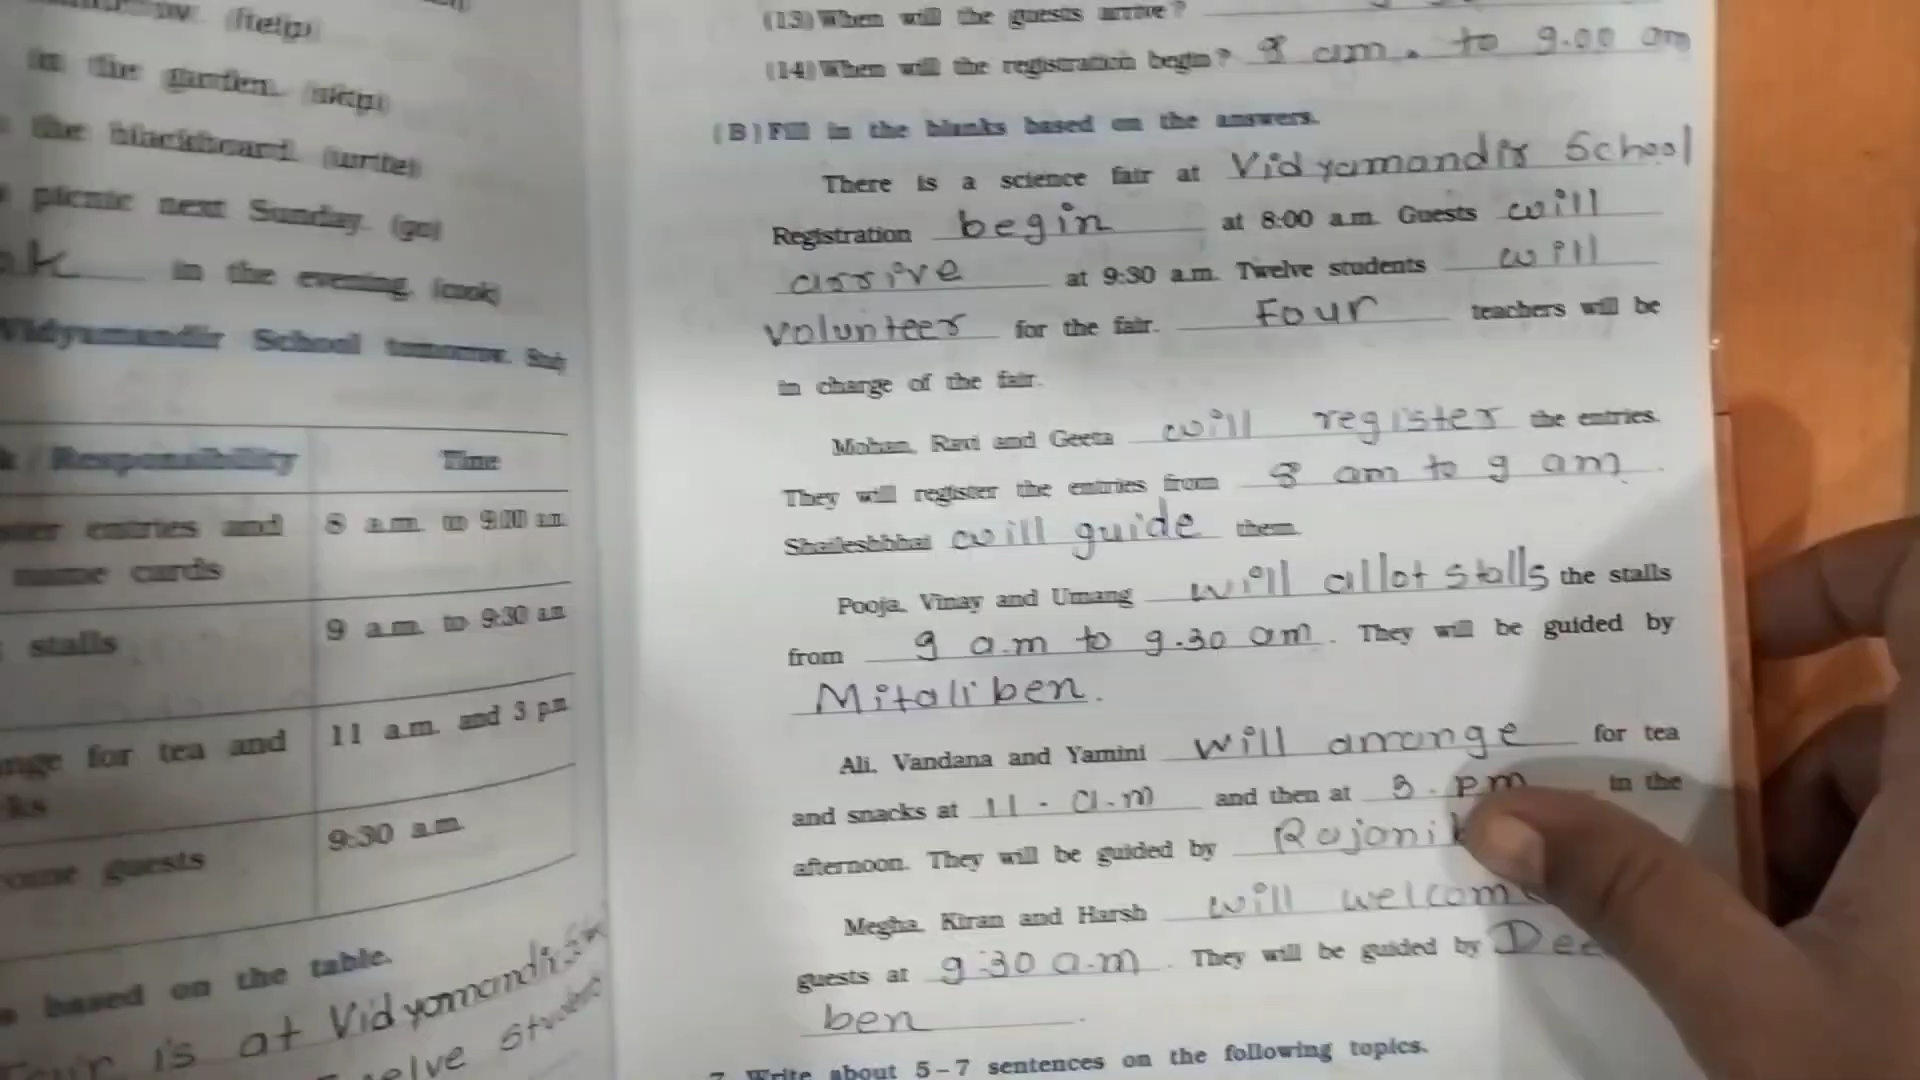 (help)
in the garden. (skip)
the blackboard. (write)
picnic next Sunday. (go)
in the evening. (cook)
Vidyamandir School tomorrow. Study
Responsibility Time
entries and 8 a.m. to 9:00 a.m.
name cards
stalls 9 a.m. to 9:30 a.m.
for tea and 11 a.m. and 3 p.m.
guests 9:30 a.m.
based on the table.
is at Vidyamandir
(13) When will the guests arrive?
(14) When will the registration begin? 8 am. to 9.00 am
(B) Fill in the blanks based on the answers.
There is a science fair at Vidyamandir School
Registration begin at 8:00 a.m. Guests will
arrive at 9:30 a.m. Twelve students will
volunteer for the fair. Four teachers will be
in charge of the fair.
Mohan, Ravi and Geeta will register the entries.
They will register the entries from 8 am to 9 am.
Shaileshbhai will guide them.
Pooja, Vinay and Umang will allot stalls the stalls
from 9 a.m to 9.30 am. They will be guided by
Mitaliben.
Ali, Vandana and Yamini will arrange for tea
and snacks at 11 - a.m and then at 3. pm in the
afternoon. They will be guided by
Megha, Kiran and Harsh will
guests at 9:30 a.m. They will be guided by
ben
7. Write about 5-7 sentences on the following topics.